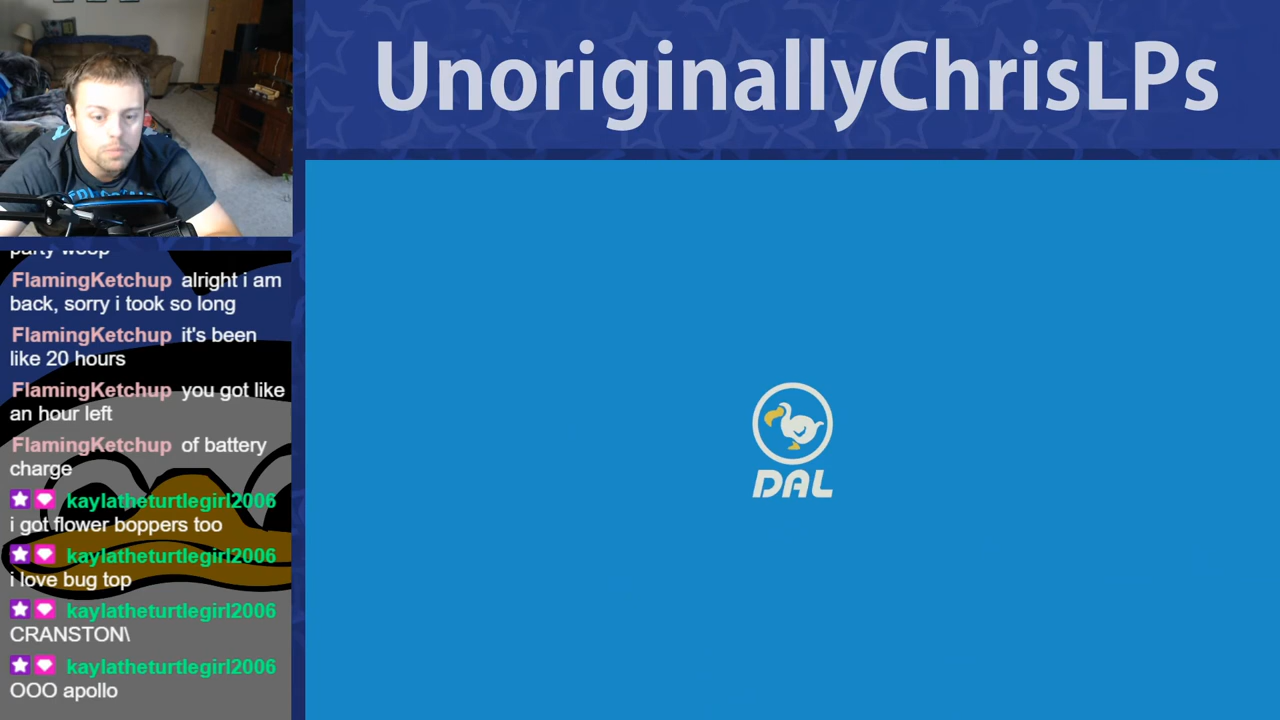 UnoriginallyChrisLPs
party woop
FlamingKetchup alright i am
back, sorry i took so long
FlamingKetchup it's been
like 20 hours
FlamingKetchup you got like
an hour left
FlamingKetchup of battery
charge
kaylatheturtlegirl2006
i got flower boppers too
kaylatheturtlegirl2006
i love bug top
kaylatheturtlegirl2006
CRANSTON\
kaylatheturtlegirl2006
OOO apollo
DAL